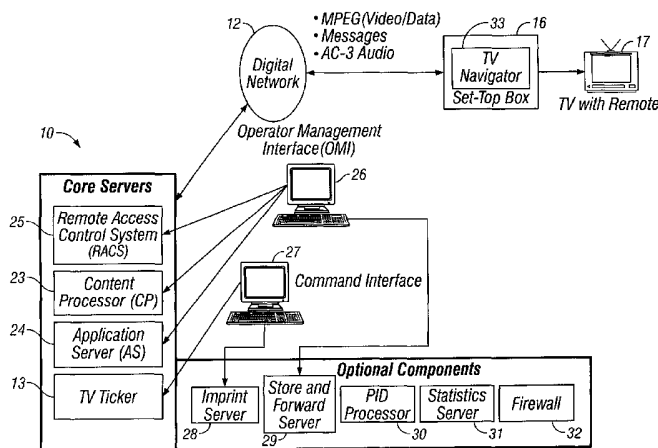 12
• MPEG(Video/Data)
• Messages
• AC-3 Audio
33
16
17
Digital
Network
TV
Navigator
Set-Top Box
TV with Remote
10
Operator Management
Interface(OMI)
26
Core Servers
25
Remote Access
Control System
(RACS)
27
Command Interface
23
Content
Processor (CP)
24
Application
Server (AS)
13
TV Ticker
Optional Components
Imprint
Server
28
Store and
Forward
Server
29
PID
Processor
30
Statistics
Server
31
Firewall
32